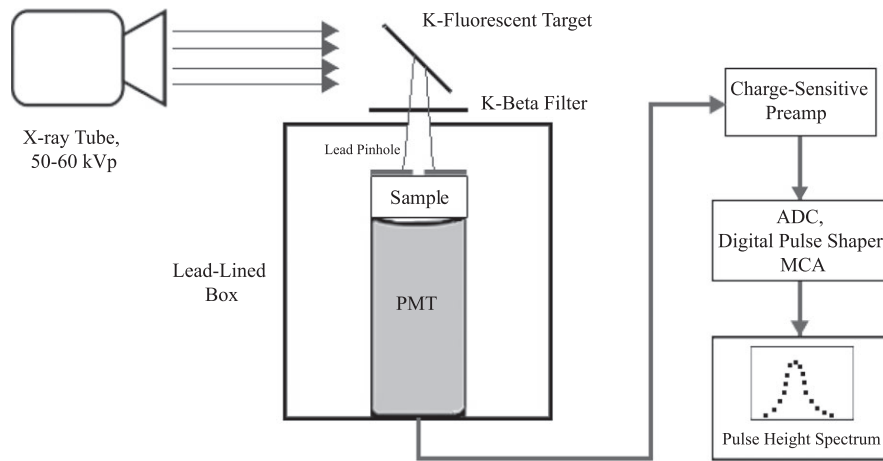 K-Fluorescent Target
X-ray Tube,
50-60 kVp
K-Beta Filter
Lead Pinhole
Sample
Lead-Lined
Box
PMT
Charge-Sensitive
Preamp
ADC,
Digital Pulse Shaper
MCA
Pulse Height Spectrum